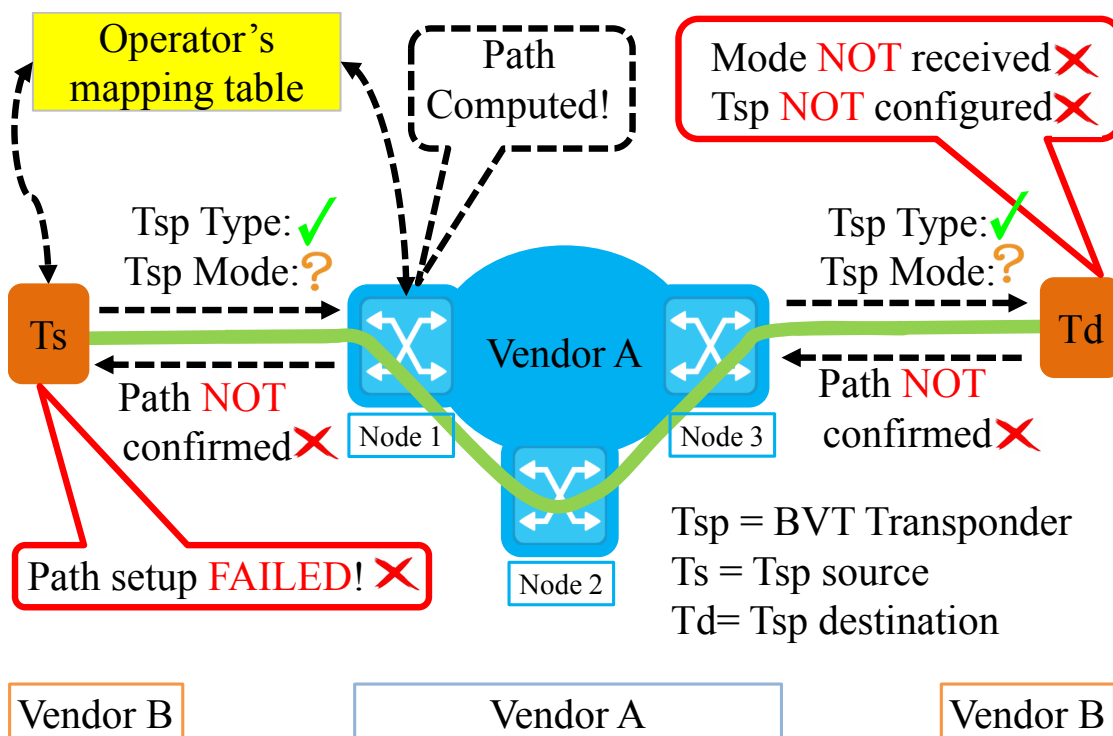 Operator's
mapping table
Path
Computed!
Mode NOT received
Tsp NOT configured
Tsp Type:
Tsp Mode:?
Tsp Type:
Tsp Mode:?
Ts
Vendor A
Td
Path NOT
confirmed
Path NOT
confirmed
Node 1
Node 3
Node 2
Path setup FAILED!
Tsp = BVT Transponder
Ts = Tsp source
Td= Tsp destination
Vendor B
Vendor A
Vendor B